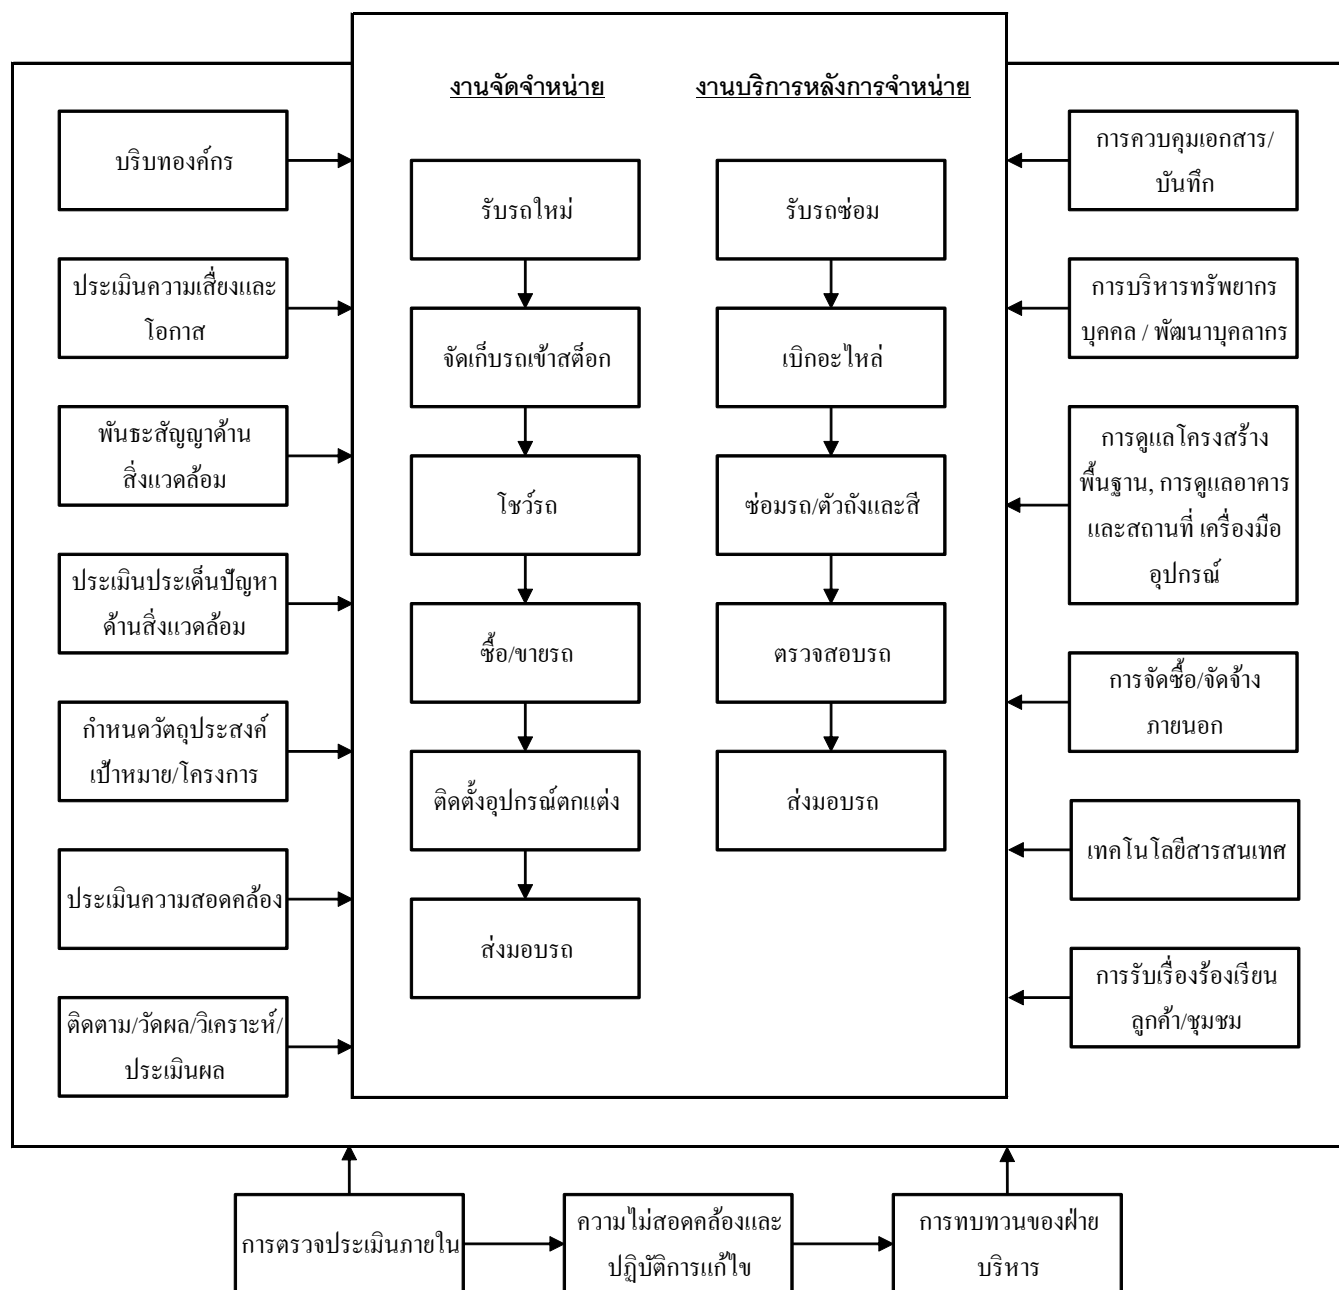 งานจัดจำหน่าย
งานบริการหลังการจำหน่าย
บริบทองค์กร
ประเมินความเสี่ยงและ
โอกาส
พันธะสัญญาด้าน
สิ่งแวดล้อม
ประเมินประเด็นปัญหา
ด้านสิ่งแวดล้อม
กำหนดวัตถุประสงค์
เป้าหมาย/โครงการ
ประเมินความสอดคล้อง
ติดตาม/วัดผล/วิเคราะห์/
ประเมินผล
รับรถใหม่
จัดเก็บรถเข้าสต็อก
โชว์รถ
ซื้อ/ขายรถ
ติดตั้งอุปกรณ์ตกแต่ง
ส่งมอบรถ
รับรถซ่อม
เบิกอะไหล่
ซ่อมรถ/ตัวถังและสี
ตรวจสอบรถ
ส่งมอบรถ
การควบคุมเอกสาร/
บันทึก
การบริหารทรัพยากร
บุคคล / พัฒนาบุคลากร
การดูแลโครงสร้าง
พื้นฐาน, การดูแลอาคาร
และสถานที่ เครื่องมือ
อุปกรณ์
การจัดซื้อ/จัดจ้าง
ภายนอก
เทคโนโลยีสารสนเทศ
การรับเรื่องร้องเรียน
ลูกค้า/ชุมชม
การตรวจประเมินภายใน
ความไม่สอดคล้องและ
ปฏิบัติการแก้ไข
การทบทวนของฝ่าย
บริหาร